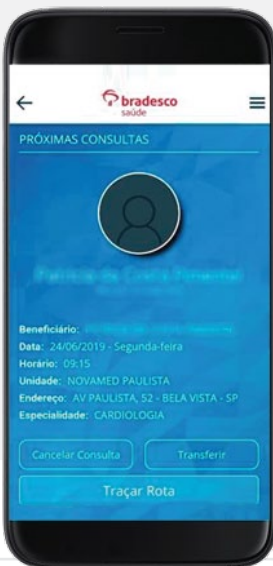 bradesco
saúde
PRÓXIMAS CONSULTAS
Beneficiário:
Data: 24/06/2019 - Segunda-feira
Horário: 09:15
Unidade: NOVAMED PAULISTA
Endereço: AV PAULISTA, 52 - BELA VISTA - SP
Especialidade: CARDIOLOGIA
Cancelar Consulta
Transferir
Traçar Rota